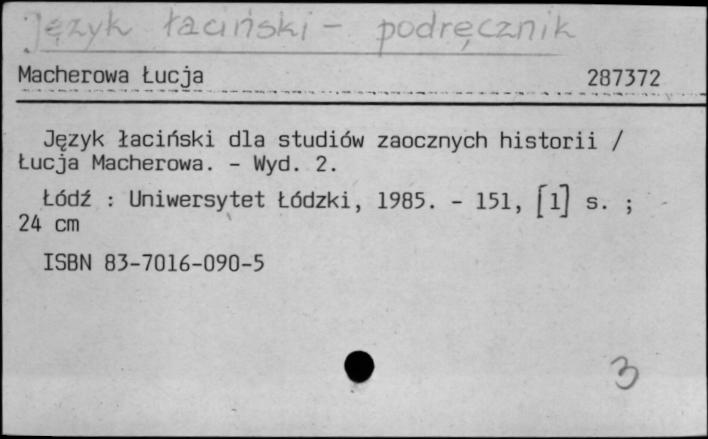 Język łaciński - podręcznik
Macherowa Łucja 287372
Język łaciński dla studiów zaocznych historii /
Łucja Macherowa. - Wyd. 2.
Łódź : Uniwersytet Łódzki, 1985. - 151, [1] s. ;
24 cm
ISBN 83-7016-090-5
3